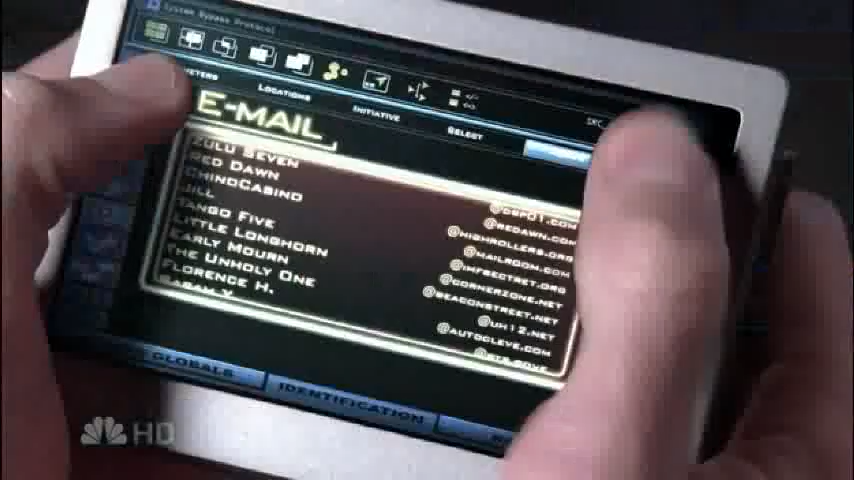 System Bypass Protocol
Locations
Initiative
Select
E-Mail
Zulu Seven
Red Dawn @redawn.com
ChinoCasino @highrollers.org
Jill @mailroom.com
Tango Five @infectret.org
Little Longhorn @cornerzone.net
Early Mourn @beaconstreet.net
The Unholy One @uh12.net
Florence H. @autocleve.com
Sarah Y.
Globals
Identification
HD